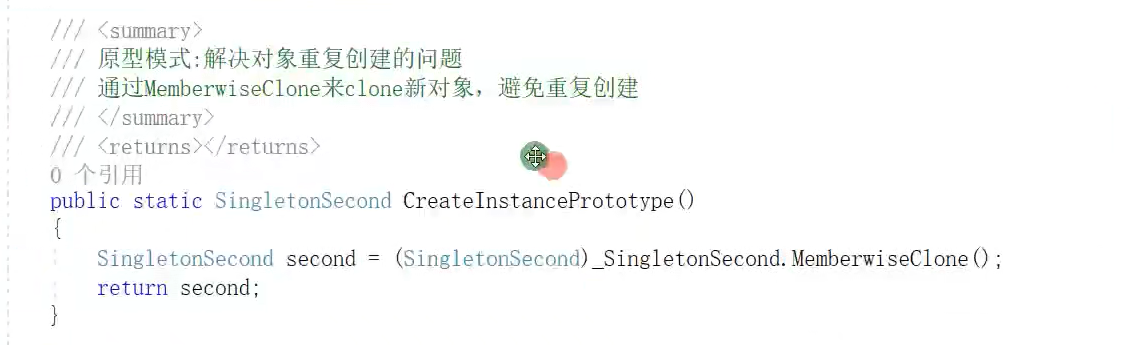 /// <summary>
/// 原型模式:解决对象重复创建的问题
/// 通过MemberwiseClone来clone新对象，避免重复创建
/// </summary>
/// <returns></returns>
0 个引用
public static SingletonSecond CreateInstancePrototype()
{
    SingletonSecond second = (SingletonSecond)_SingletonSecond.MemberwiseClone();
    return second;
}